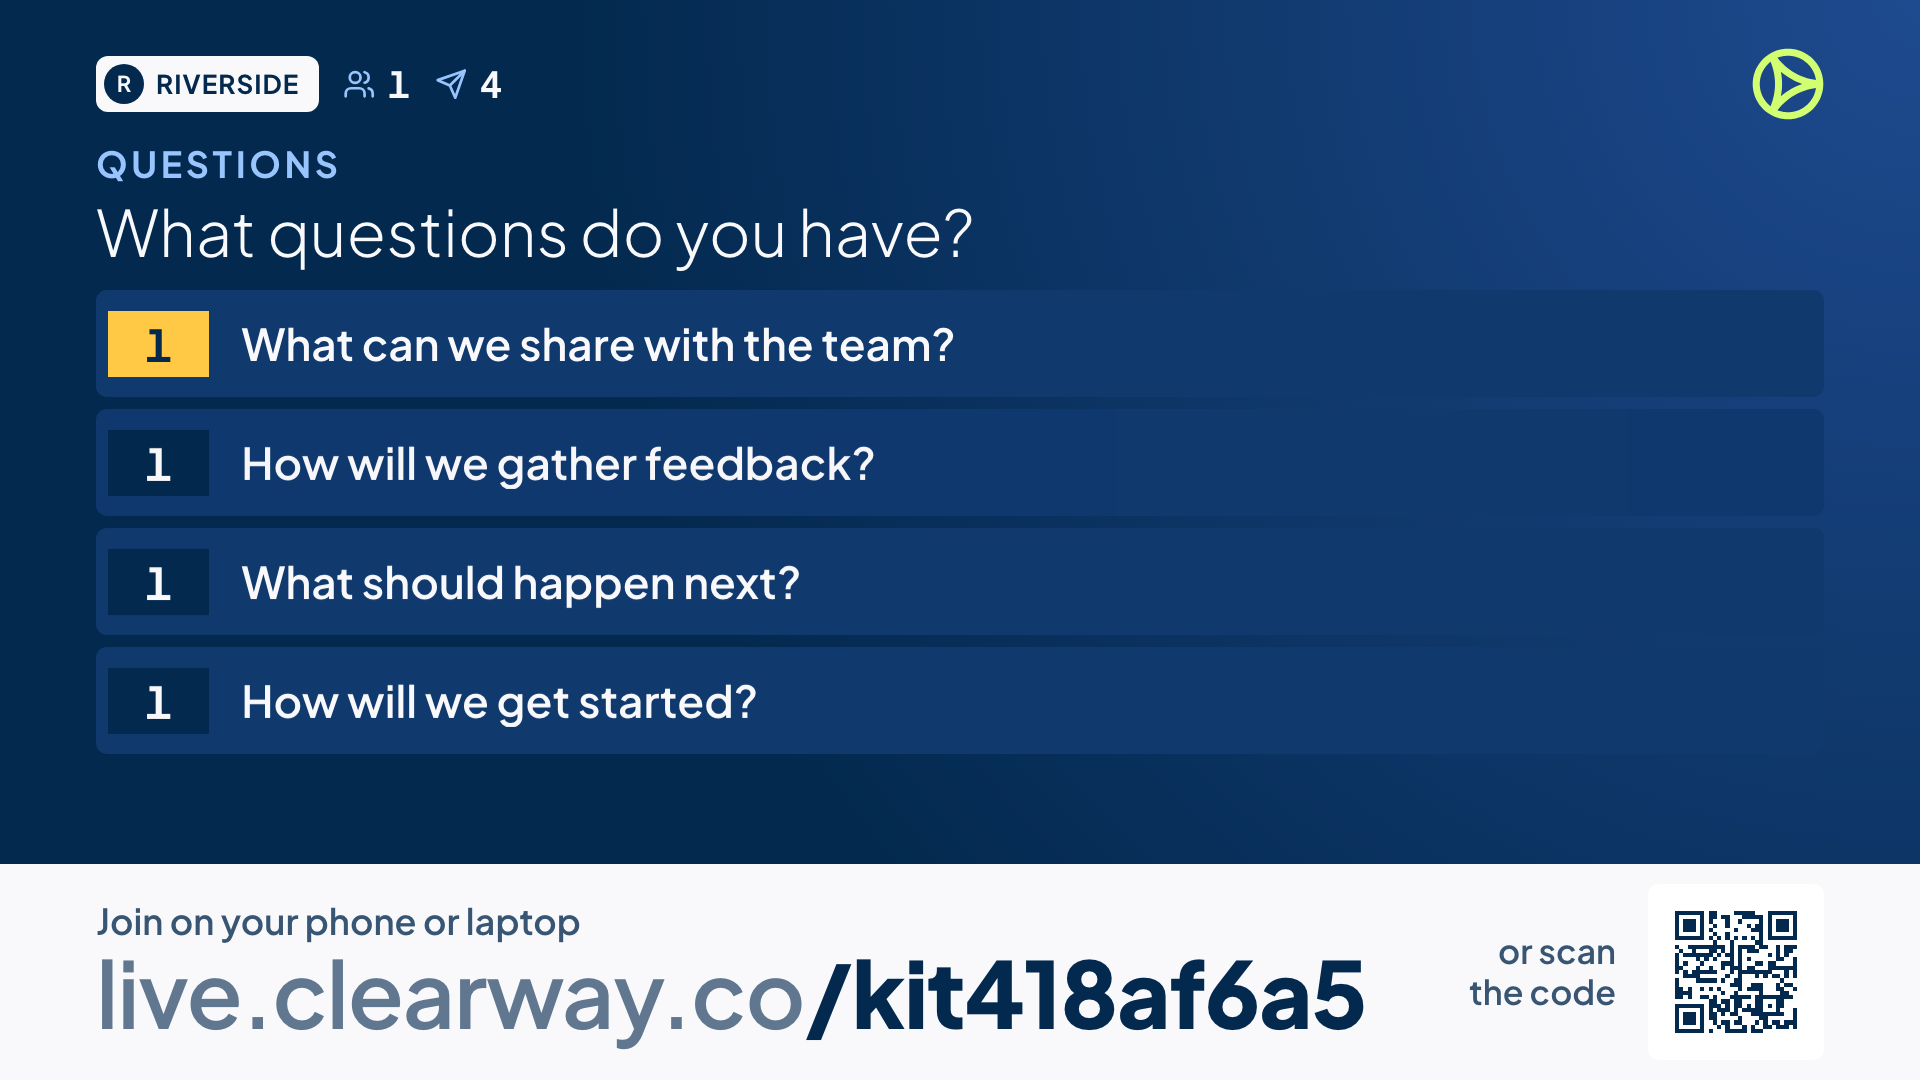 R RIVERSIDE 1 4
QUESTIONS
What questions do you have?
1 What can we share with the team?
1 How will we gather feedback?
1 What should happen next?
1 How will we get started?
Join on your phone or laptop
live.clearway.co/kit418af6a5
or scan
the code